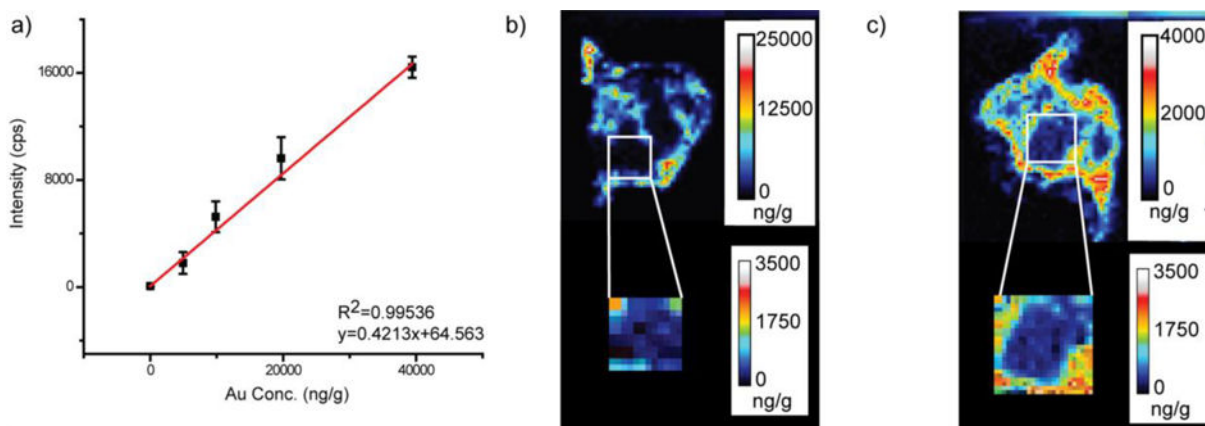 a)
Intensity (cps)
16000
8000
0
R²=0.99536
y=0.4213x+64.563
0
20000
40000
Au Conc. (ng/g)
b)
25000
12500
0
ng/g
3500
1750
0
ng/g
c)
4000
2000
0
ng/g
3500
1750
0
ng/g